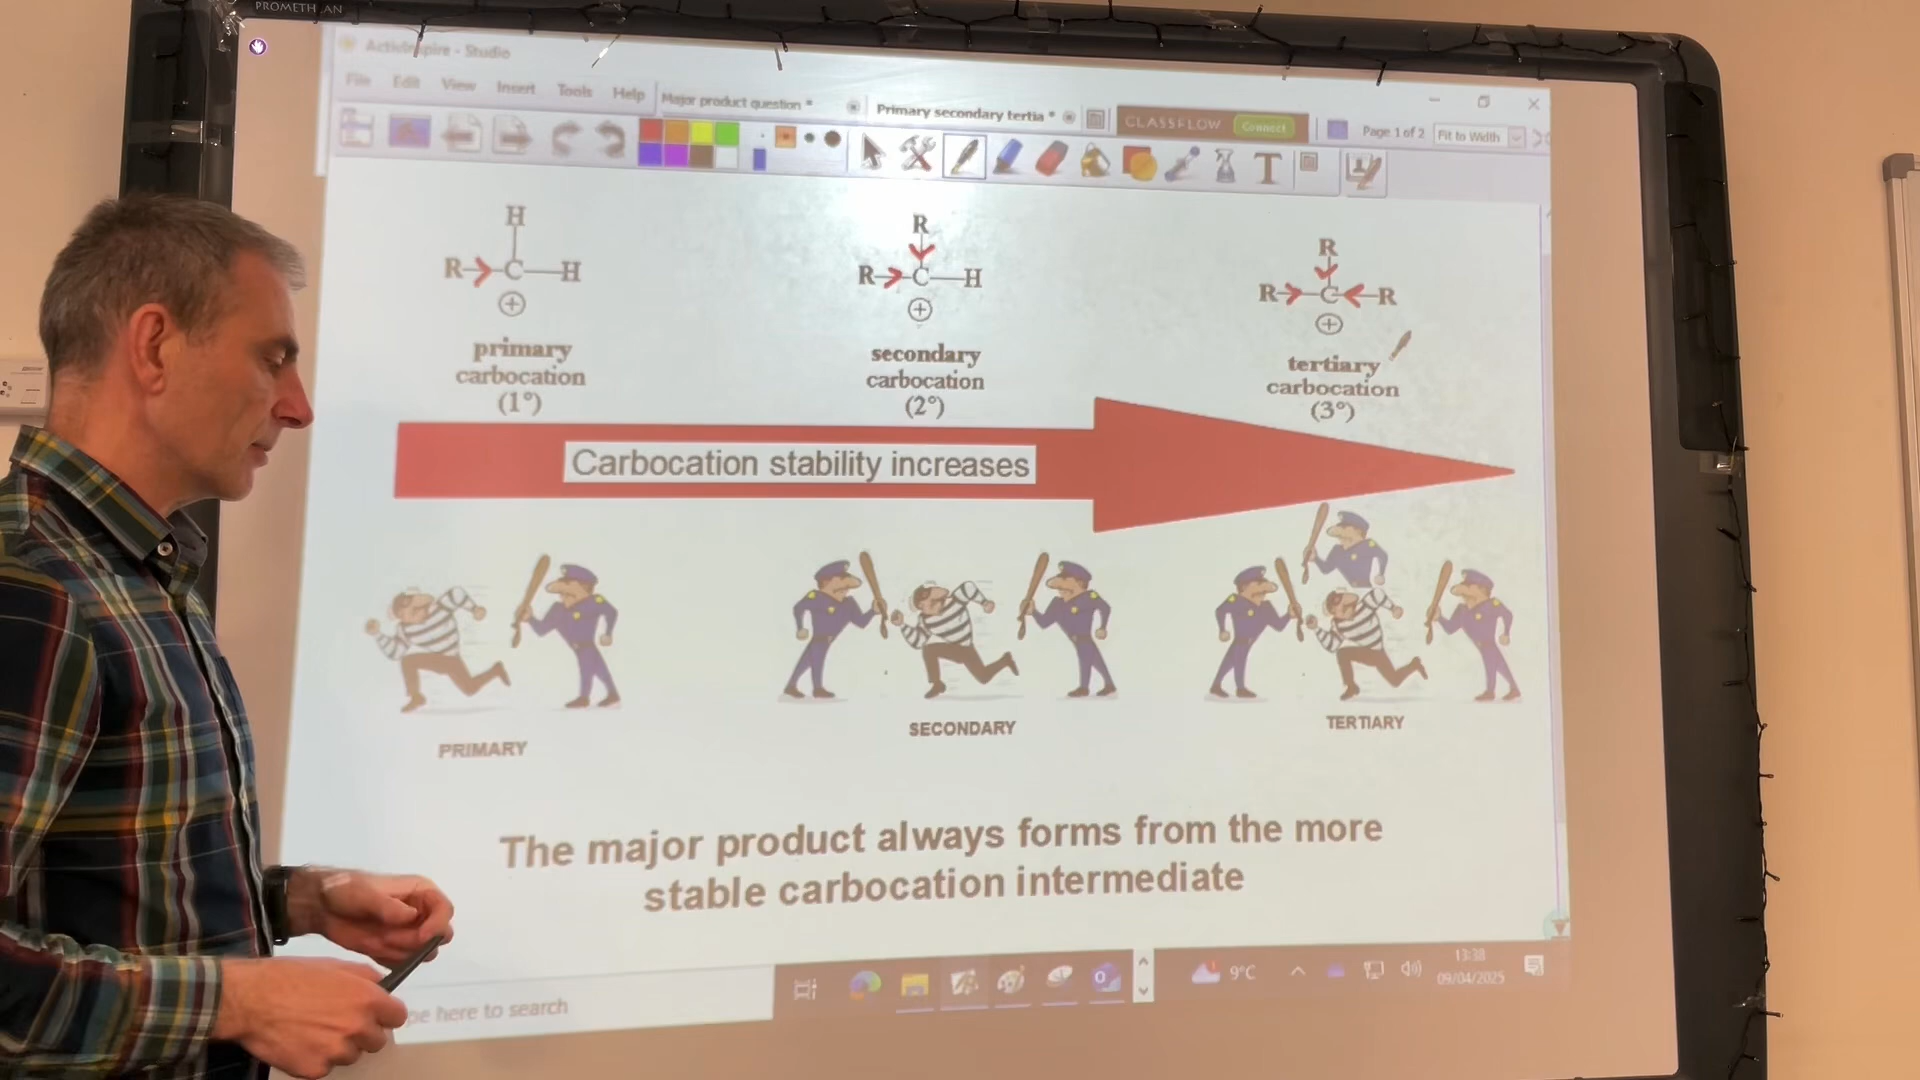 PROMETHEAN
ActivInspire - Studio
File Edit View Insert Tools Help
Major product question * Primary secondary tertia *
CLASSFLOW Connect
Page 1 of 2 Fit to Width
T
H
R C H
+
primary
carbocation
(1°)
R
R C H
+
secondary
carbocation
(2°)
R
R C R
+
tertiary
carbocation
(3°)
Carbocation stability increases
PRIMARY
SECONDARY
TERTIARY
The major product always forms from the more
stable carbocation intermediate
pe here to search
9°C
13:38
09/04/2025